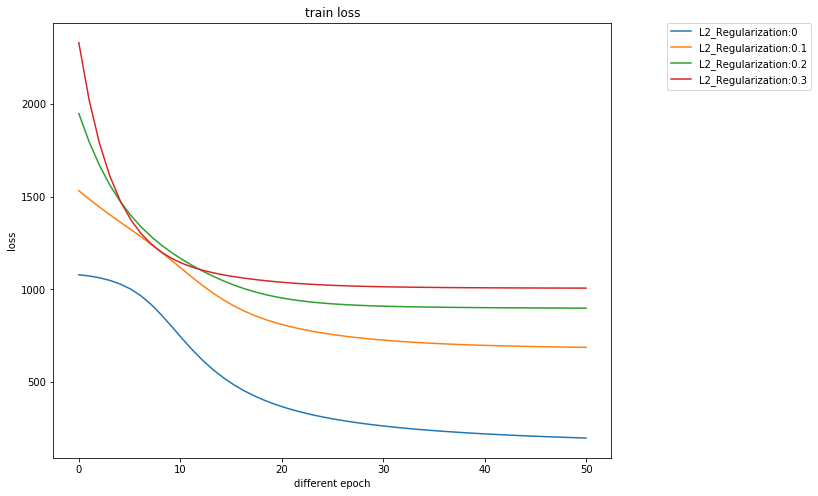 train loss
L2_Regularization:0
L2_Regularization:0.1
L2_Regularization:0.2
L2_Regularization:0.3
2000
1500
1000
500
loss
0 10 20 30 40 50
different epoch